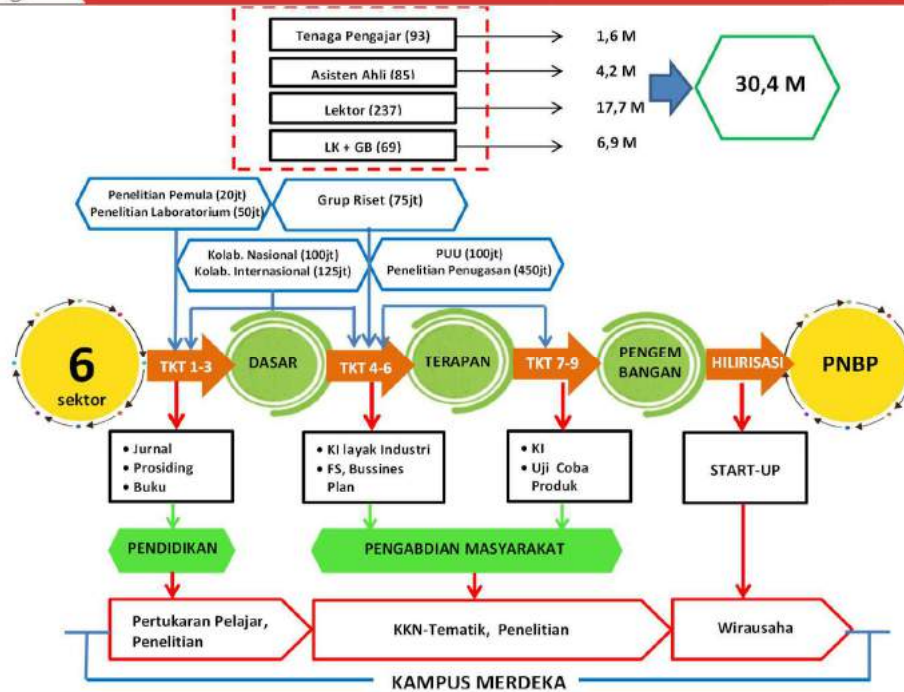 Tenaga Pengajar (93)
1,6 M
Asisten Ahli (85)
4,2 M
Lektor (237)
17,7 M
LK + GB (69)
6,9 M
30,4 M
Penelitian Pemula (20jt)
Penelitian Laboratorium (50jt)
Grup Riset (75jt)
Kolab. Nasional (100jt)
Kolab. Internasional (125jt)
PUU (100jt)
Penelitian Penugasan (450jt)
6
sektor
TKT 1-3
DASAR
TKT 4-6
TERAPAN
TKT 7-9
PENGEM
BANGAN
HILIRISASI
PNBP
• Jurnal
• Prosiding
• Buku
• KI layak Industri
• FS, Bussines
Plan
• KI
• Uji Coba
Produk
START-UP
PENDIDIKAN
PENGABDIAN MASYARAKAT
Pertukaran Pelajar,
Penelitian
KKN-Tematik, Penelitian
Wirausaha
KAMPUS MERDEKA